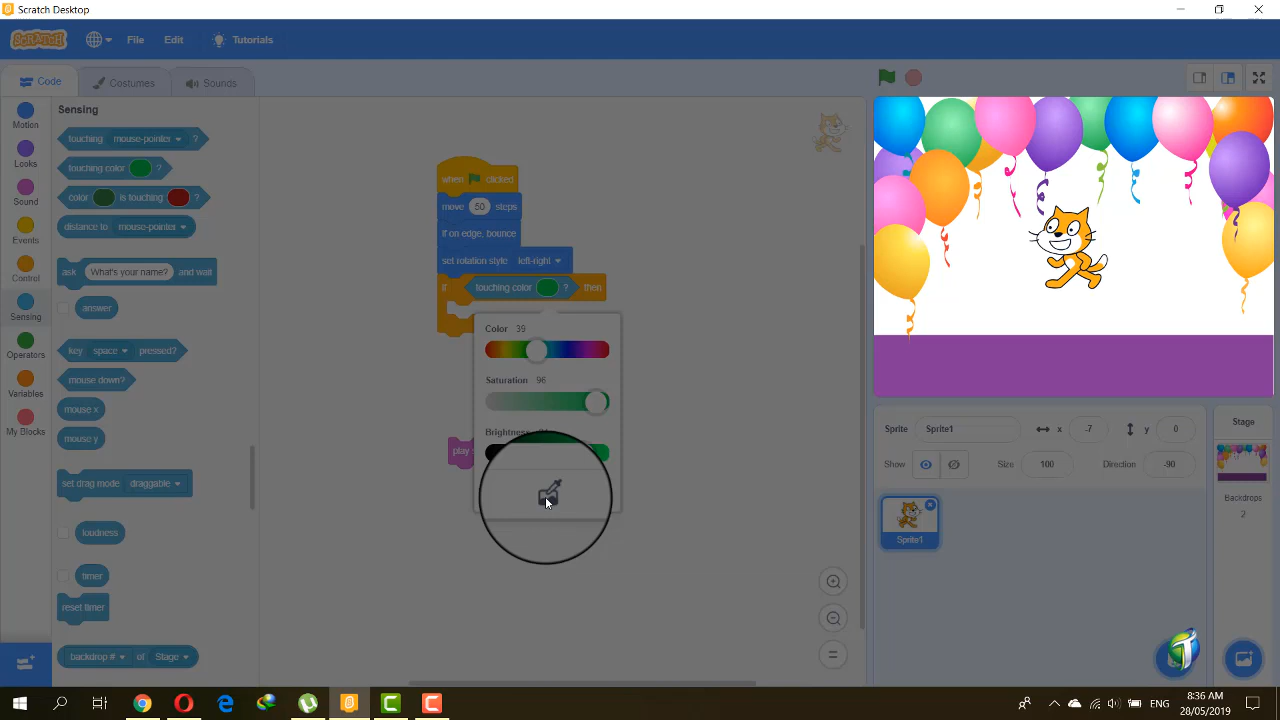 Scratch Desktop
SCRATCH
File
Edit
Tutorials
Code
Costumes
Sounds
Motion
Looks
Sound
Events
Control
Sensing
Operators
Variables
My Blocks
Sensing
touching mouse-pointer ?
touching color ?
color is touching ?
distance to mouse-pointer
ask What's your name? and wait
answer
key space pressed?
mouse down?
mouse x
mouse y
set drag mode draggable
loudness
timer
reset timer
backdrop # of Stage
when clicked
move 50 steps
if on edge, bounce
set rotation style left-right
if touching color ? then
Color 39
Saturation 96
Brightness
play
Sprite Sprite1 x -7 y 0
Show Size 100 Direction -90
Sprite1
Stage
Backdrops
2
ENG
8:36 AM
28/05/2019